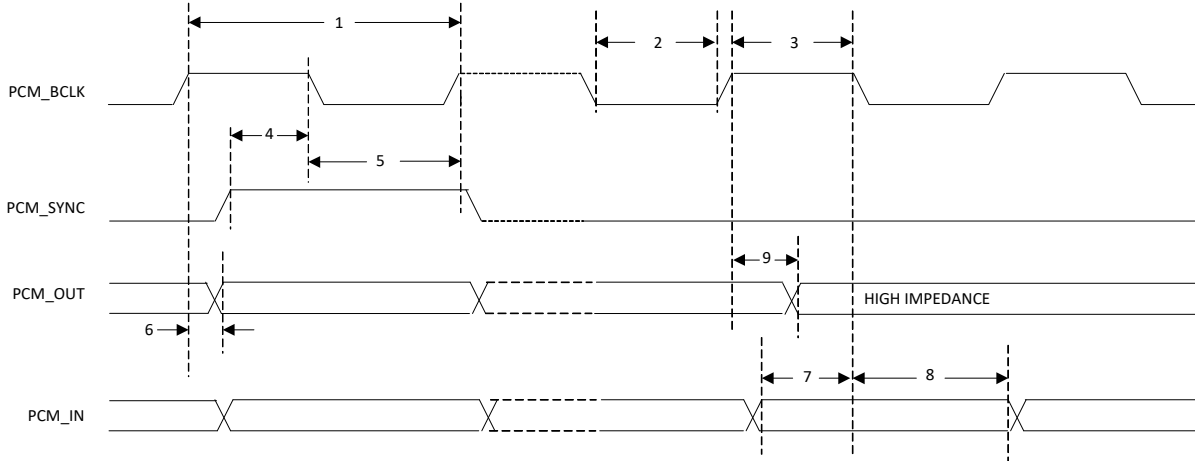 1
2
3
PCM_BCLK
4
5
PCM_SYNC
9
PCM_OUT
HIGH IMPEDANCE
6
7
8
PCM_IN